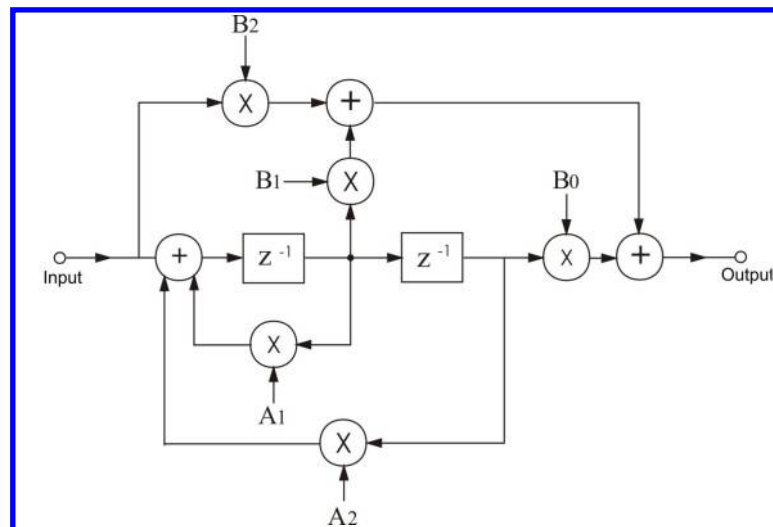 B2
X
+
B1
X
B0
+
z -1
z -1
X
+
Input
Output
X
A1
X
A2